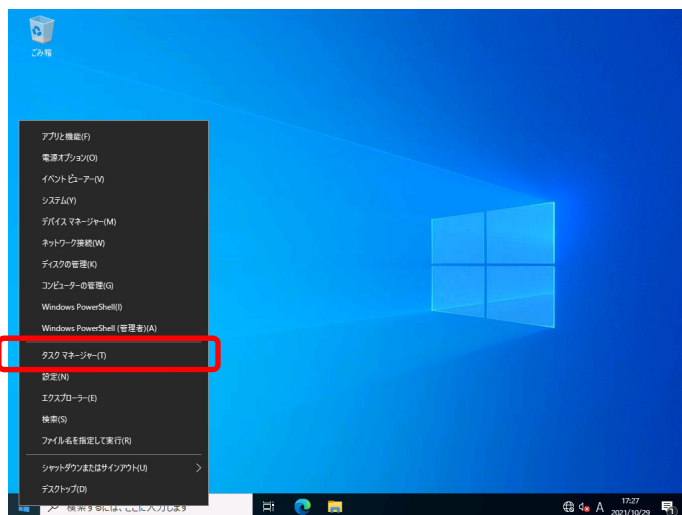 ごみ箱
アプリと機能(F)
電源オプション(O)
イベント ビューアー(V)
システム(Y)
デバイス マネージャー(M)
ネットワーク接続(W)
ディスクの管理(K)
コンピューターの管理(G)
Windows PowerShell(I)
Windows PowerShell (管理者)(A)
タスク マネージャー(T)
設定(N)
エクスプローラー(E)
検索(S)
ファイル名を指定して実行(R)
シャットダウンまたはサインアウト(U)
デスクトップ(D)
検索するには、ここに入力します
A
17:27
2021/10/29
1